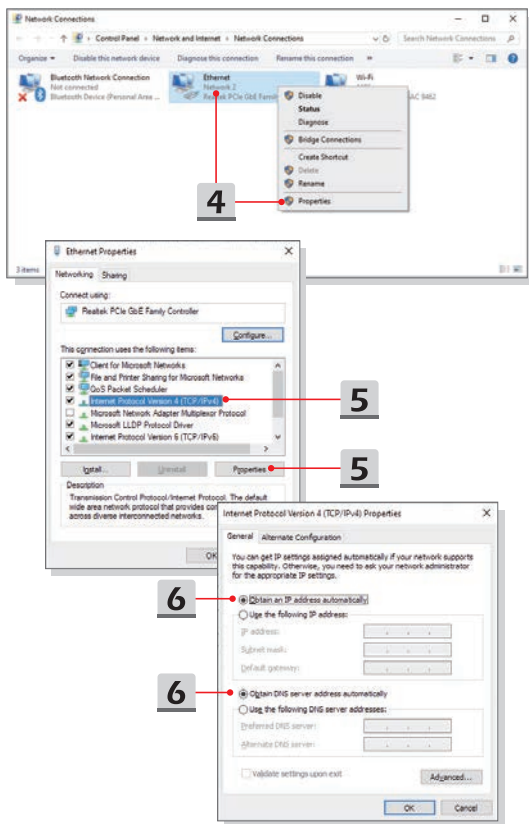 Network Connections
Control Panel › Network and Internet › Network Connections
Search Network Connections
Organize
Disable this network device
Diagnose this connection
Rename this connection
»
Bluetooth Network Connection
Not connected
Bluetooth Device (Personal Area ...
Ethernet
Network 2
Realtek PCIe GbE Family
Wi-Fi
AC 9462
Disable
Status
Diagnose
Bridge Connections
Create Shortcut
Delete
Rename
Properties
4
3 items
Ethernet Properties
Networking
Sharing
Connect using:
Realtek PCIe GbE Family Controller
Configure...
This connection uses the following items:
Client for Microsoft Networks
File and Printer Sharing for Microsoft Networks
QoS Packet Scheduler
Internet Protocol Version 4 (TCP/IPv4)
5
Microsoft Network Adapter Multiplexor Protocol
Microsoft LLDP Protocol Driver
Internet Protocol Version 6 (TCP/IPv6)
Install...
Uninstall
Properties
5
Description
Transmission Control Protocol/Internet Protocol. The default
wide area network protocol that provides
across diverse interconnected networks.
OK
Internet Protocol Version 4 (TCP/IPv4) Properties
General
Alternate Configuration
You can get IP settings assigned automatically if your network supports
this capability. Otherwise, you need to ask your network administrator
for the appropriate IP settings.
6
Obtain an IP address automatically
Use the following IP address:
IP address:
Subnet mask:
Default gateway:
6
Obtain DNS server address automatically
Use the following DNS server addresses:
Preferred DNS server:
Alternate DNS server:
Validate settings upon exit
Advanced...
OK
Cancel